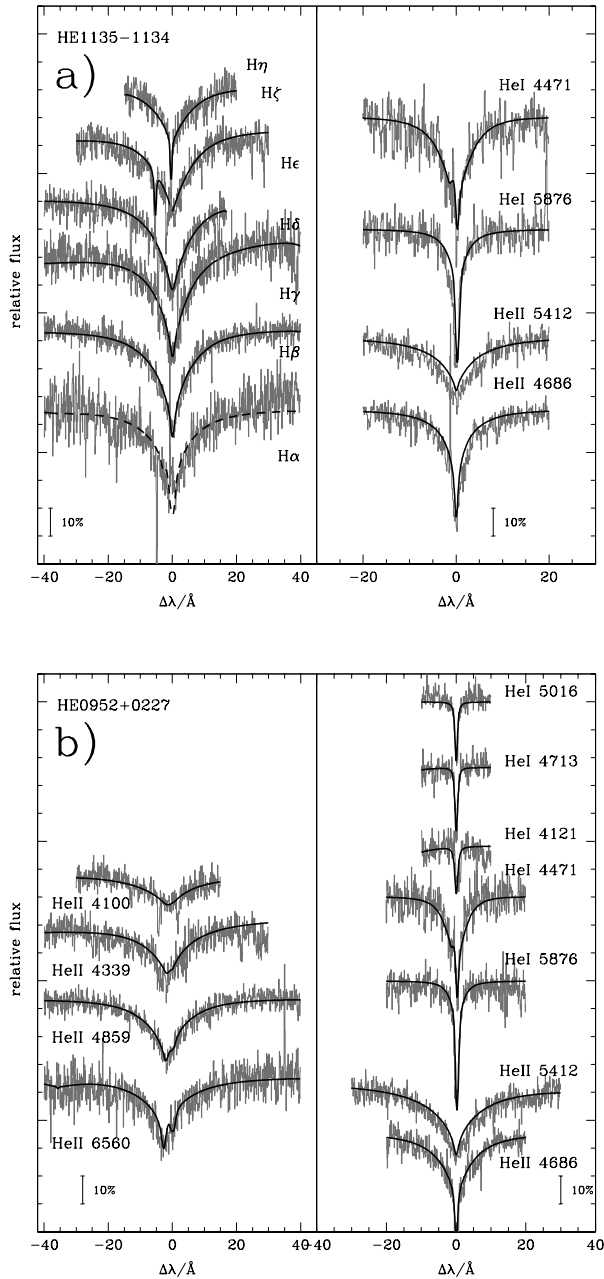 HE1135−1134
a)
Hη
Hζ
Hε
Hδ
Hγ
Hβ
Hα
10%
relative flux
−40 −20 0 20 40
Δλ/Å
HeI 4471
HeI 5876
HeII 5412
HeII 4686
10%
−20 0 20
Δλ/Å
HE0952+0227
b)
HeII 4100
HeII 4339
HeII 4859
HeII 6560
10%
relative flux
−40 −20 0 20 40
Δλ/Å
HeI 5016
HeI 4713
HeI 4121
HeI 4471
HeI 5876
HeII 5412
HeII 4686
10%
−40 −20 0 20 40
Δλ/Å